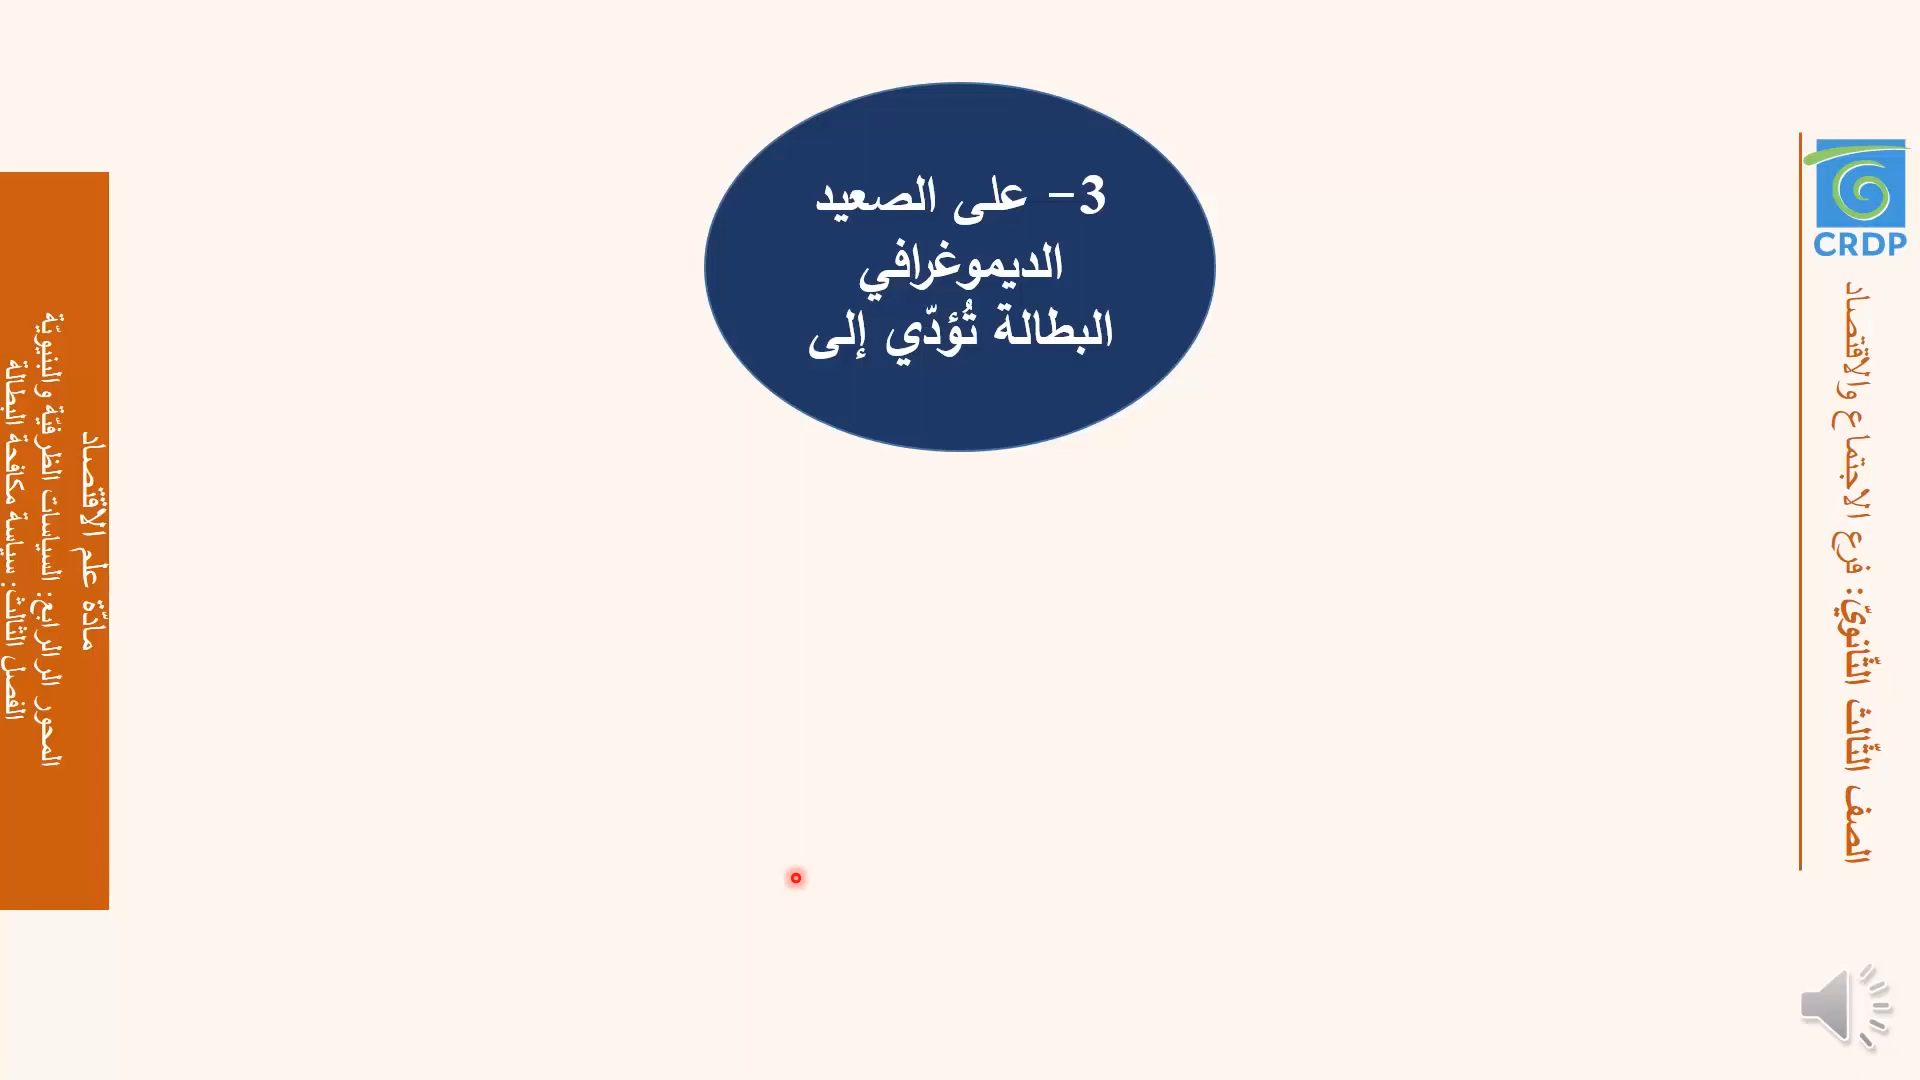 3- على الصعيد
الديموغرافي
البطالة تُؤدّي إلى
CRDP
الصف الثّالث الثّانويّ: فرع الاجتماع والاقتصاد
مادّة علم الاقتصاد
المحور الرابع: السياسات الظرفيّة والبنيويّة
الفصل الثالث: سياسة مكافحة البطالة